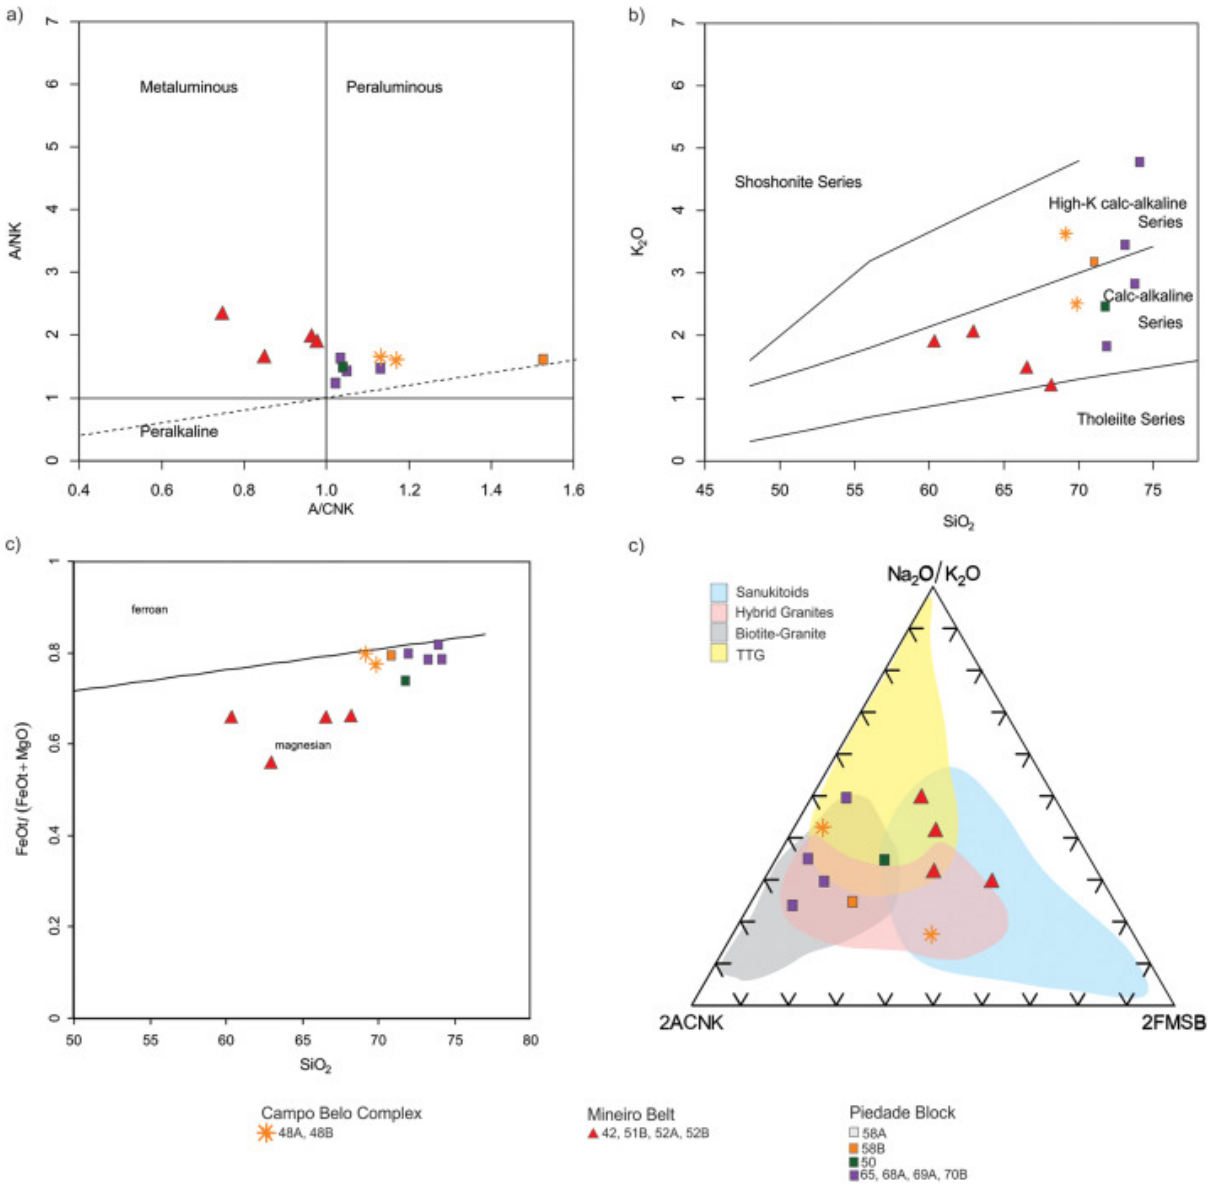 a)
7
6
5
4
3
2
1
0
A/NK
Metaluminous
Peraluminous
Peralkaline
0.4
0.6
0.8
1.0
1.2
1.4
1.6
A/CNK
b)
7
6
5
4
3
2
1
0
K₂O
Shoshonite Series
High-K calc-alkaline
Series
Calc-alkaline
Series
Tholeiite Series
45
50
55
60
65
70
75
SiO₂
c)
1
0.8
0.6
0.4
0.2
0
FeOt/(FeOt+MgO)
ferroan
magnesian
50
55
60
65
70
75
80
SiO₂
c)
Na₂O/K₂O
Sanukitoids
Hybrid Granites
Biotite-Granite
TTG
2ACNK
2FMSB
Campo Belo Complex
48A, 48B
Mineiro Belt
42, 51B, 52A, 52B
Piedade Block
58A
58B
50
65, 68A, 69A, 70B